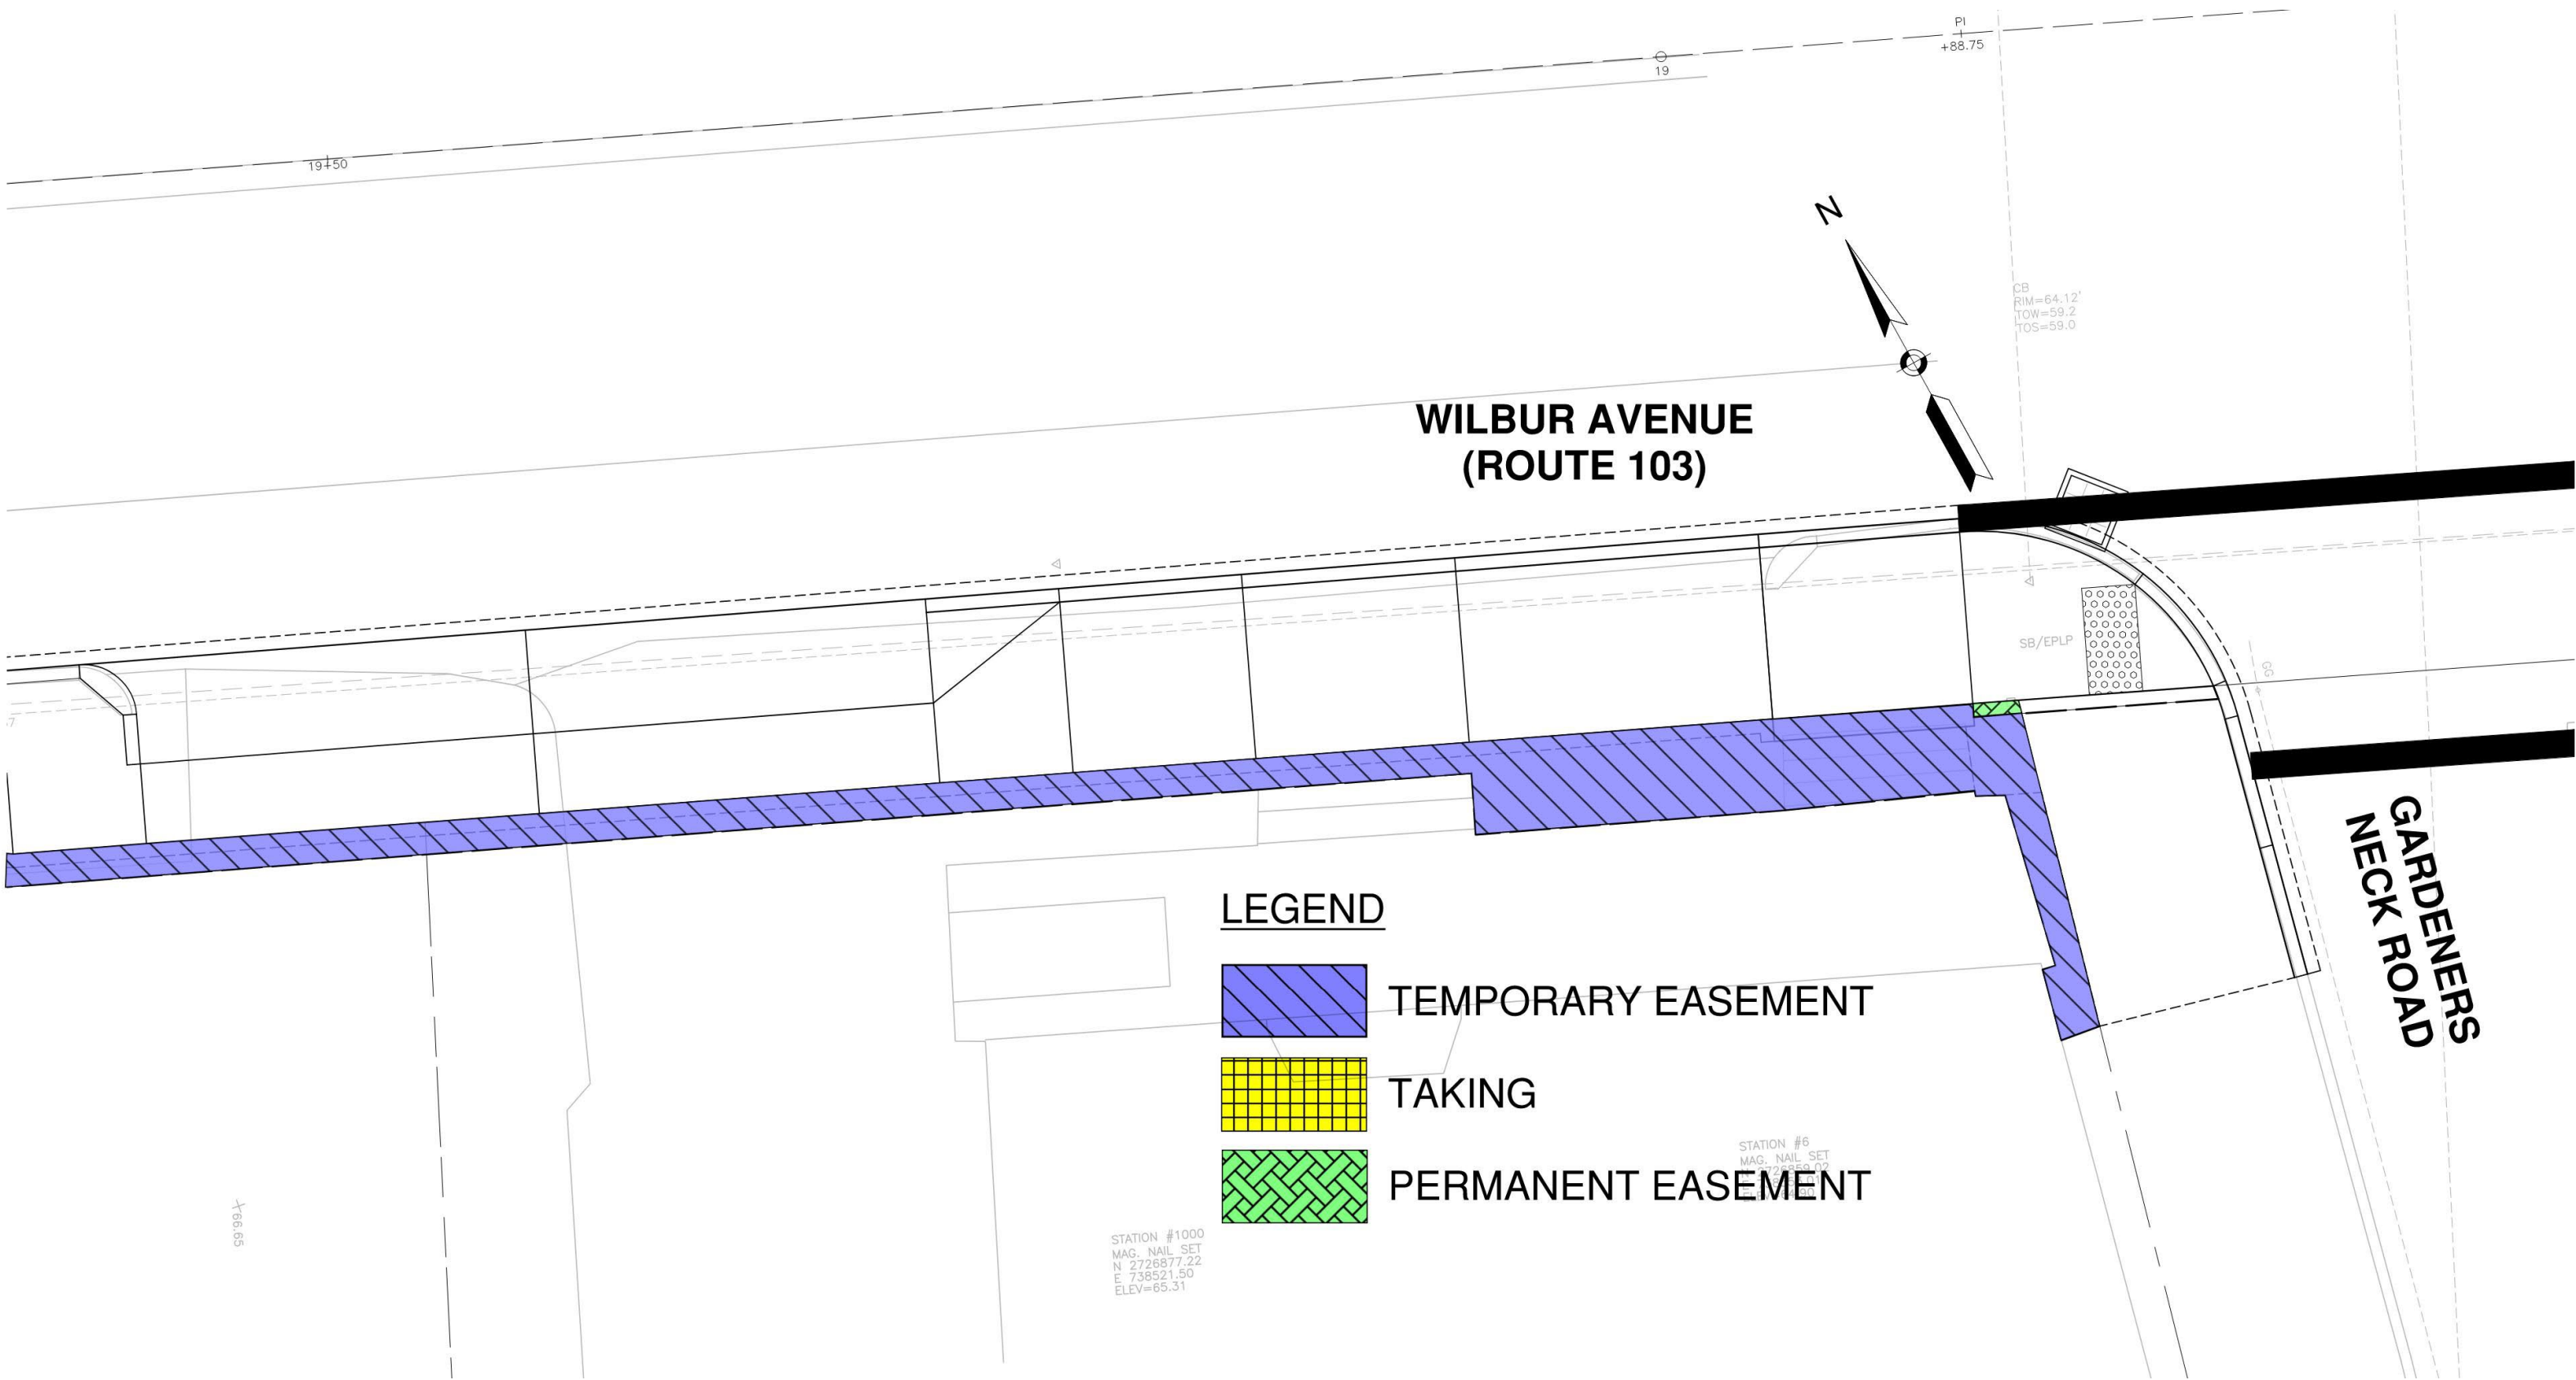 PI
+88.75
19
19+50
N
CB
RIM=64.12'
TOW=59.2
TOS=59.0
WILBUR AVENUE
(ROUTE 103)
SB/EPLP
GG
GARDENERS
NECK ROAD
LEGEND
TEMPORARY EASEMENT
TAKING
PERMANENT EASEMENT
STATION #6
MAG. NAIL SET
66.65
STATION #1000
MAG. NAIL SET
N 2726877.22
E 738521.50
ELEV=65.31